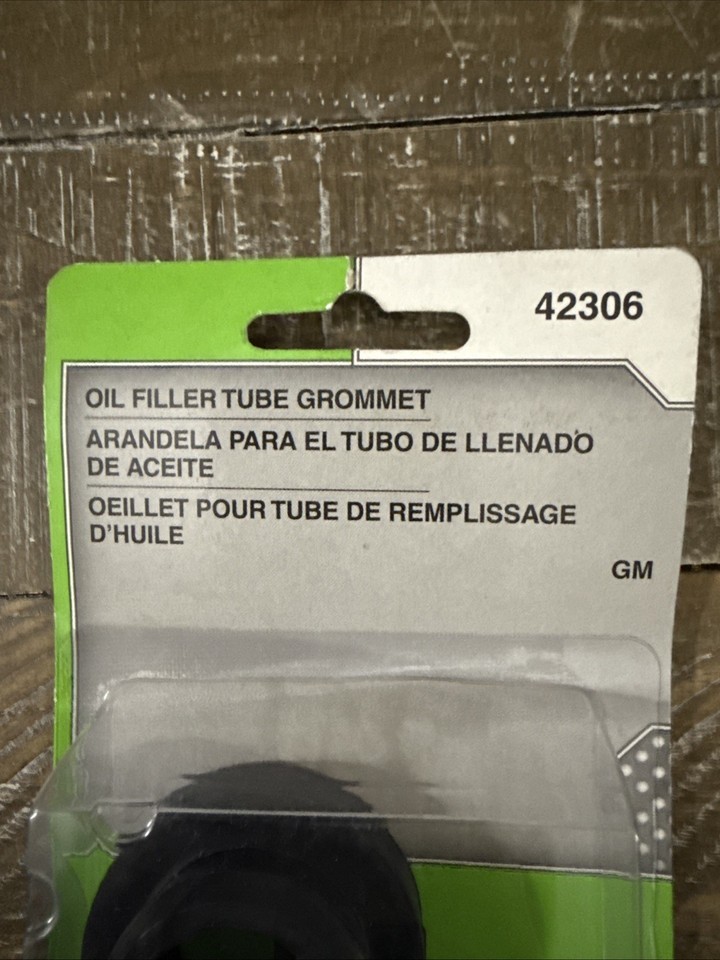 42306
OIL FILLER TUBE GROMMET
ARANDELA PARA EL TUBO DE LLENADO
DE ACEITE
OEILLET POUR TUBE DE REMPLISSAGE
D'HUILE
GM